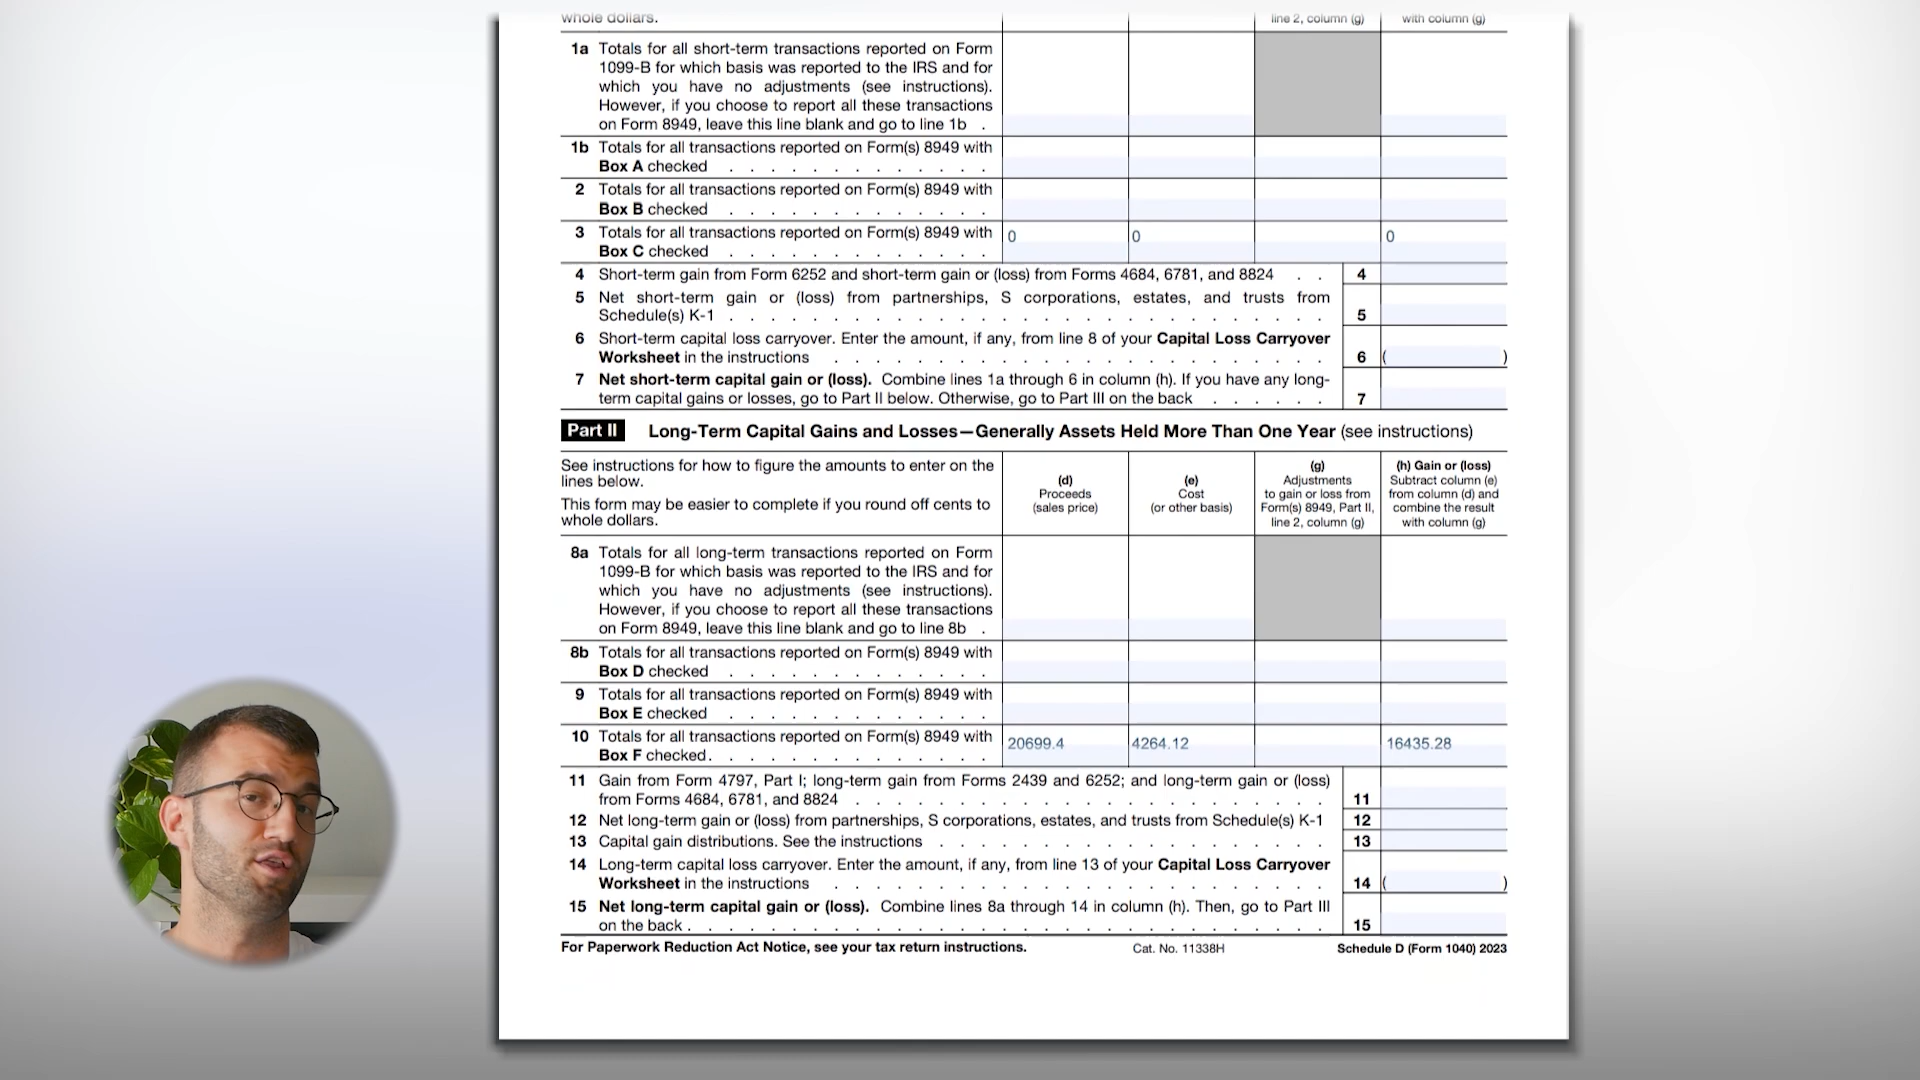 whole dollars.
line 2, column (g)
with column (g)
1a Totals for all short-term transactions reported on Form
1099-B for which basis was reported to the IRS and for
which you have no adjustments (see instructions).
However, if you choose to report all these transactions
on Form 8949, leave this line blank and go to line 1b .
1b Totals for all transactions reported on Form(s) 8949 with
Box A checked . . . . . . . . . . . . .
2 Totals for all transactions reported on Form(s) 8949 with
Box B checked . . . . . . . . . . . . .
3 Totals for all transactions reported on Form(s) 8949 with
Box C checked . . . . . . . . . . . . .
0 0 0
4 Short-term gain from Form 6252 and short-term gain or (loss) from Forms 4684, 6781, and 8824 . . 4
5 Net short-term gain or (loss) from partnerships, S corporations, estates, and trusts from
Schedule(s) K-1 . . . . . . . . . . . . . . . . . . . . . . . . . . . . . 5
6 Short-term capital loss carryover. Enter the amount, if any, from line 8 of your Capital Loss Carryover
Worksheet in the instructions . . . . . . . . . . . . . . . . . . . . . . . . 6 ( )
7 Net short-term capital gain or (loss). Combine lines 1a through 6 in column (h). If you have any long-
term capital gains or losses, go to Part II below. Otherwise, go to Part III on the back . . . . . . 7
Part II Long-Term Capital Gains and Losses—Generally Assets Held More Than One Year (see instructions)
See instructions for how to figure the amounts to enter on the
lines below.
This form may be easier to complete if you round off cents to
whole dollars.
(d)
Proceeds
(sales price)
(e)
Cost
(or other basis)
(g)
Adjustments
to gain or loss from
Form(s) 8949, Part II,
line 2, column (g)
(h) Gain or (loss)
Subtract column (e)
from column (d) and
combine the result
with column (g)
8a Totals for all long-term transactions reported on Form
1099-B for which basis was reported to the IRS and for
which you have no adjustments (see instructions).
However, if you choose to report all these transactions
on Form 8949, leave this line blank and go to line 8b .
8b Totals for all transactions reported on Form(s) 8949 with
Box D checked . . . . . . . . . . . . .
9 Totals for all transactions reported on Form(s) 8949 with
Box E checked . . . . . . . . . . . . .
10 Totals for all transactions reported on Form(s) 8949 with
Box F checked . . . . . . . . . . . . . .
20699.4 4264.12 16435.28
11 Gain from Form 4797, Part I; long-term gain from Forms 2439 and 6252; and long-term gain or (loss)
from Forms 4684, 6781, and 8824 . . . . . . . . . . . . . . . . . . . . . . . 11
12 Net long-term gain or (loss) from partnerships, S corporations, estates, and trusts from Schedule(s) K-1 12
13 Capital gain distributions. See the instructions . . . . . . . . . . . . . . . . . . . 13
14 Long-term capital loss carryover. Enter the amount, if any, from line 13 of your Capital Loss Carryover
Worksheet in the instructions . . . . . . . . . . . . . . . . . . . . . . . . 14 ( )
15 Net long-term capital gain or (loss). Combine lines 8a through 14 in column (h). Then, go to Part III
on the back . . . . . . . . . . . . . . . . . . . . . . . . . . . . . . . 15
For Paperwork Reduction Act Notice, see your tax return instructions. Cat. No. 11338H Schedule D (Form 1040) 2023